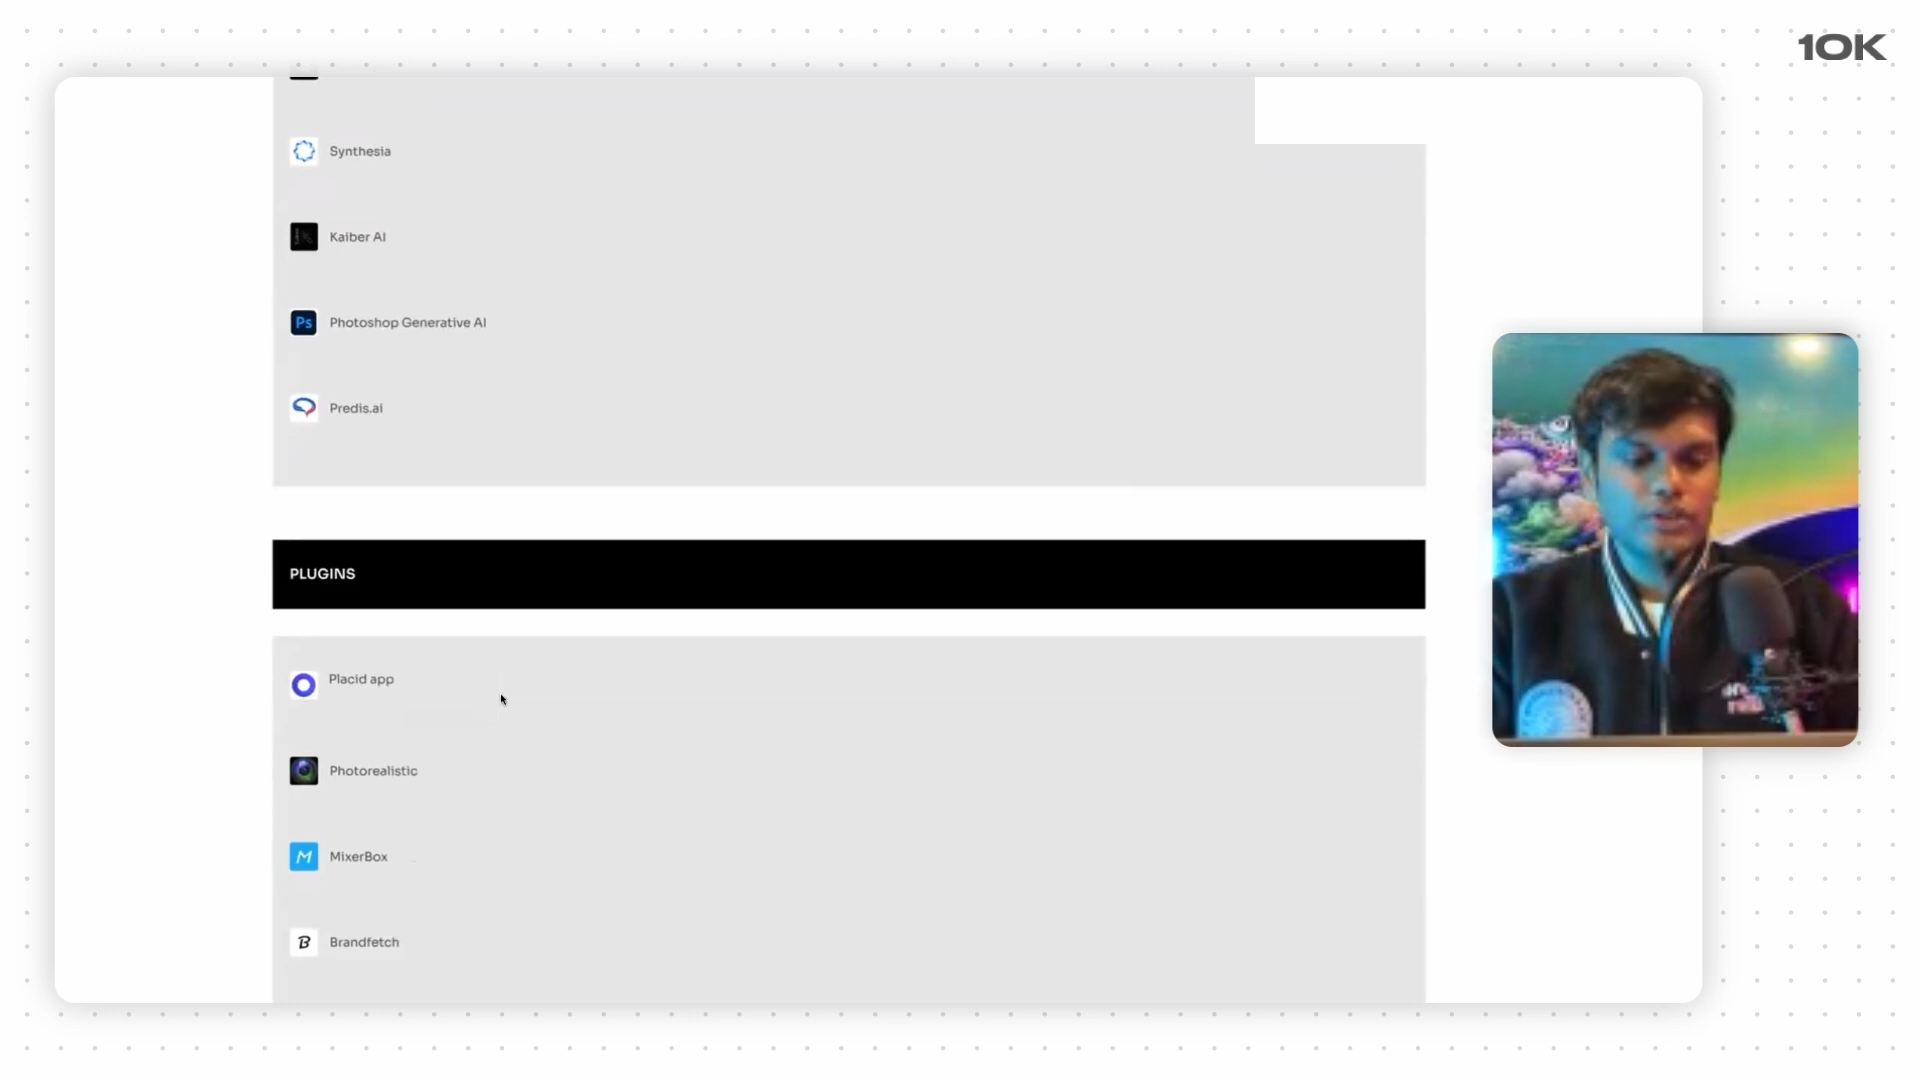 10K
Synthesia
Kaiber AI
Ps
Photoshop Generative AI
Predis.ai
PLUGINS
Placid app
Photorealistic
M
MixerBox
B
Brandfetch